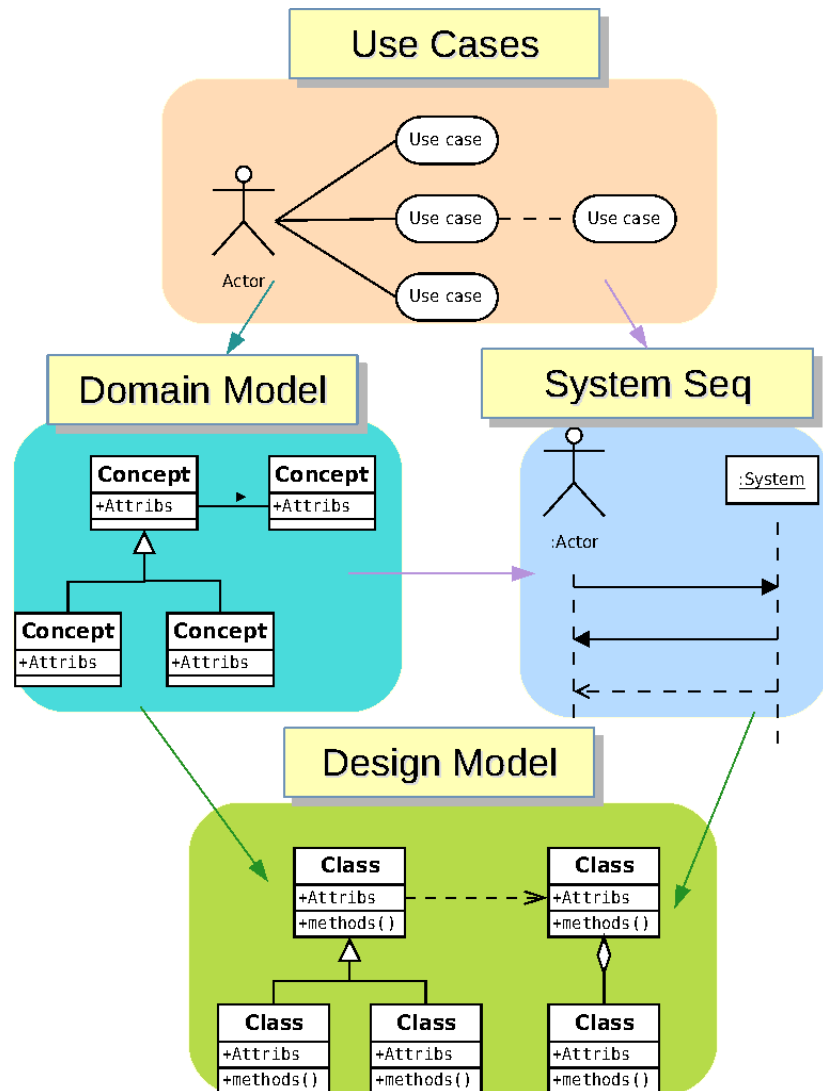 Use Cases
Use case
Use case
Use case
Actor
Use case
Domain Model
System Seq
Concept
+Attribs
Concept
+Attribs
Concept
+Attribs
Concept
+Attribs
:System
:Actor
Design Model
Class
+Attribs
+methods()
Class
+Attribs
+methods()
Class
+Attribs
+methods()
Class
+Attribs
+methods()
Class
+Attribs
+methods()